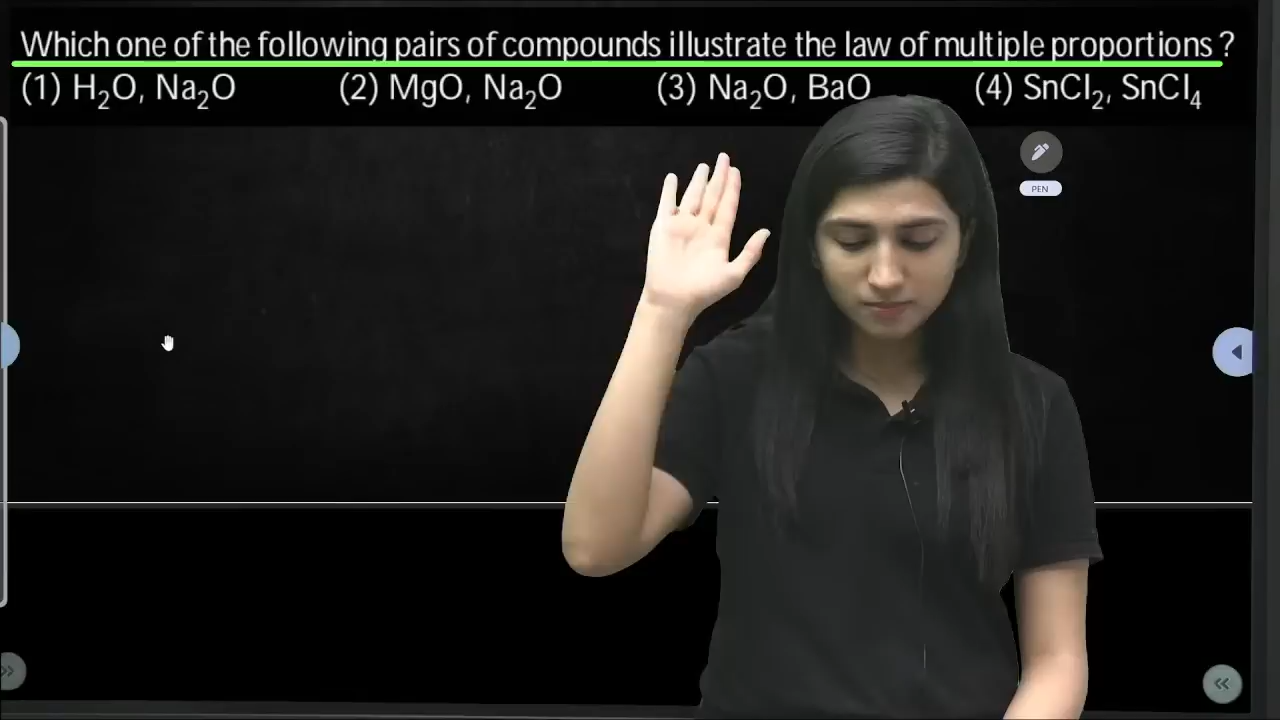 Which one of the following pairs of compounds illustrate the law of multiple proportions ?
(1) H₂O, Na₂O (2) MgO, Na₂O (3) Na₂O, BaO (4) SnCl₂, SnCl₄
PEN